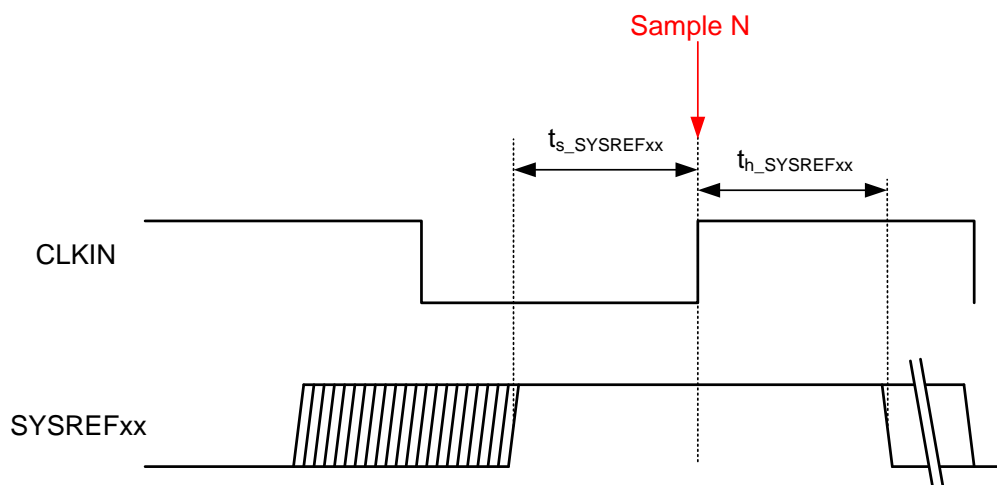 Sample N
ts_SYSREFxx
th_SYSREFxx
CLKIN
SYSREFxx